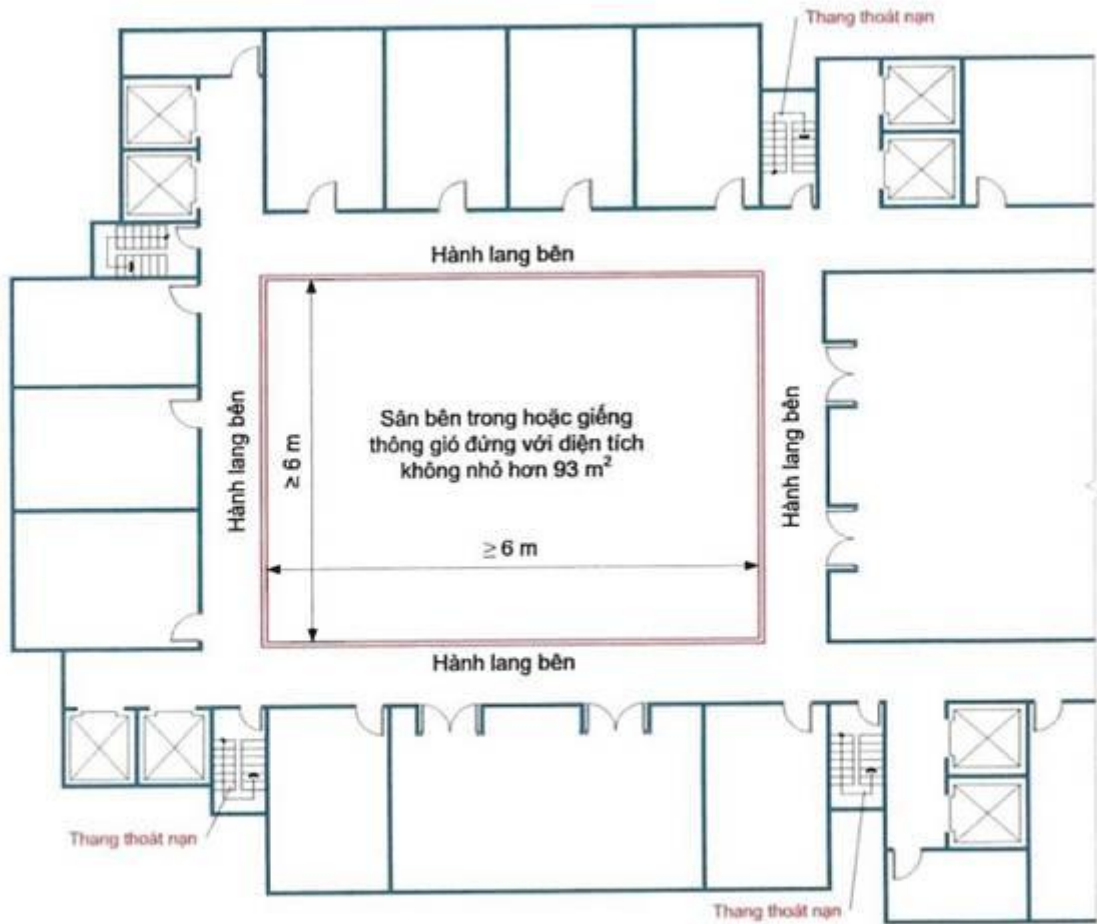 Thang thoát nạn
Hành lang bên
Hành lang bên
≥ 6 m
Sân bên trong hoặc giếng
thông gió đứng với diện tích
không nhỏ hơn 93 m²
≥ 6 m
Hành lang bên
Hành lang bên
Thang thoát nạn
Thang thoát nạn